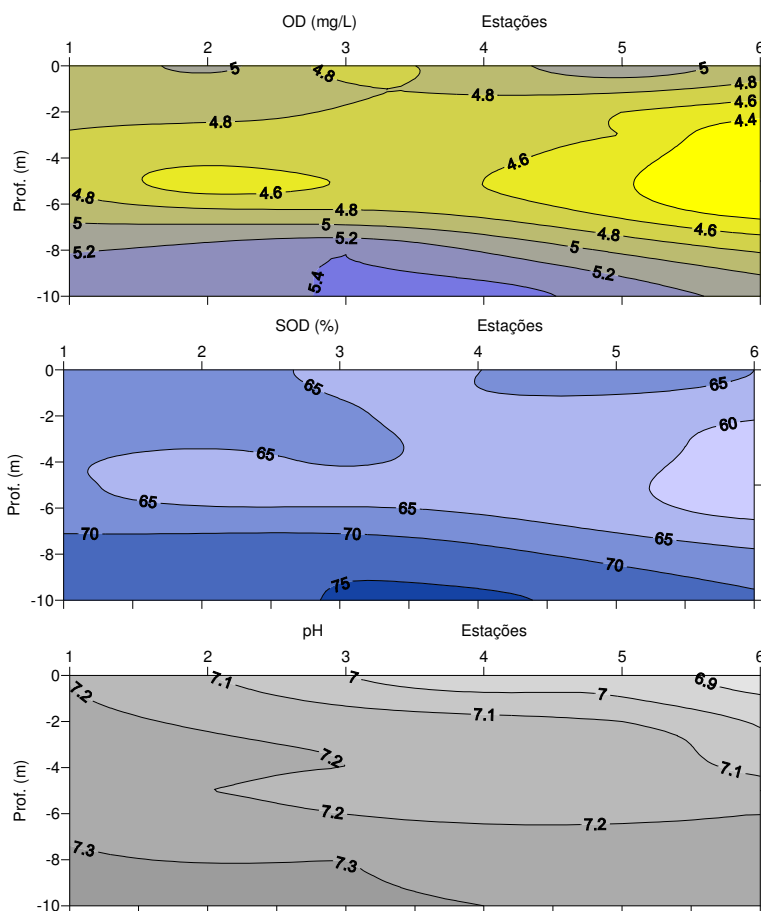 OD (mg/L) Estações
1 2 3 4 5 6
0 5 4.8 5
4.8 4.8
-2 4.6
4.8 4.4
-4
4.6
Prof. (m)
4.8 4.6
-6 4.8
5 5 4.8 4.6
5.2 5.2 5
-8
5.4 5.2
-10
SOD (%) Estações
1 2 3 4 5 6
0
65 65
-2
60
-4 65
Prof. (m)
65
-6 65
70 70 65
-8
70
75
-10
pH Estações
1 2 3 4 5 6
0 7.1 7 6.9
7.2 7
-2 7.1
7.2
-4 7.1
Prof. (m)
-6 7.2
7.2
7.3
-8 7.3
-10